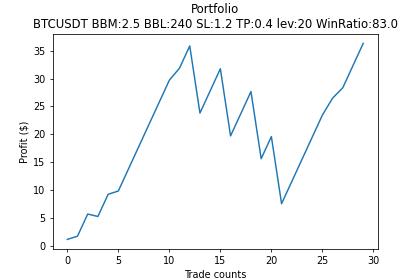 Portfolio
BTCUSDT BBM:2.5 BBL:240 SL:1.2 TP:0.4 lev:20 WinRatio:83.0
35
30
25
20
15
10
5
0
Profit ($)
0 5 10 15 20 25 30
Trade counts